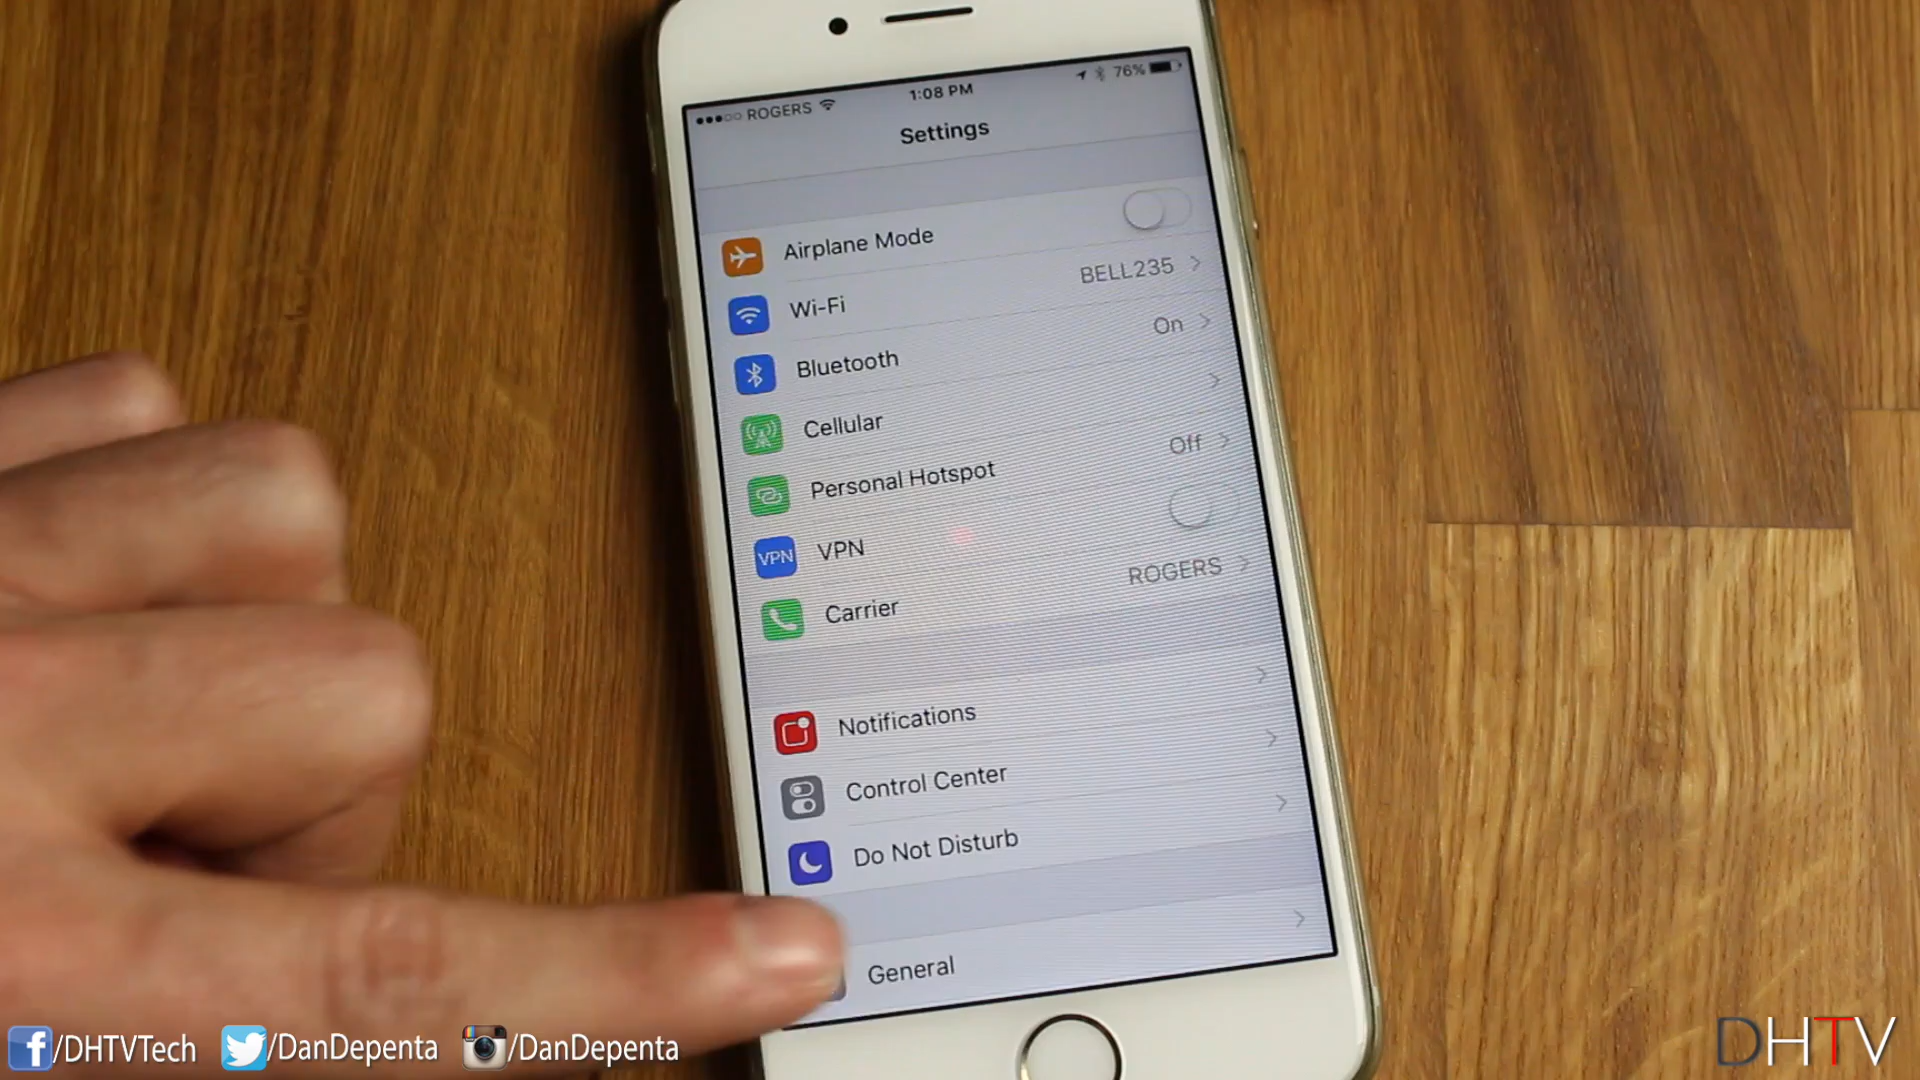 ROGERS 1:08 PM 76%
Settings
Airplane Mode
Wi-Fi BELL235
Bluetooth On
Cellular
Personal Hotspot Off
VPN VPN
Carrier ROGERS
Notifications
Control Center
Do Not Disturb
General
f/DHTVTech /DanDepenta /DanDepenta
DHTV